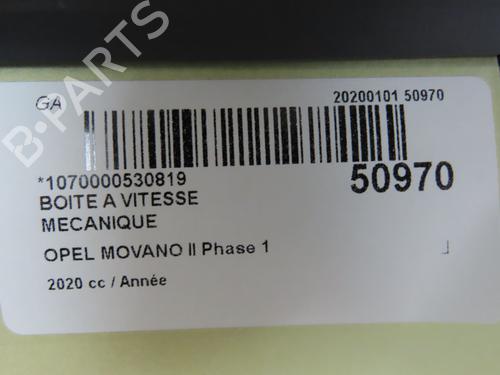 GA
20200101 50970
*1070000530819
50970
BOITE A VITESSE
MECANIQUE
OPEL MOVANO II Phase 1
2020 cc / Année
B-PARTS